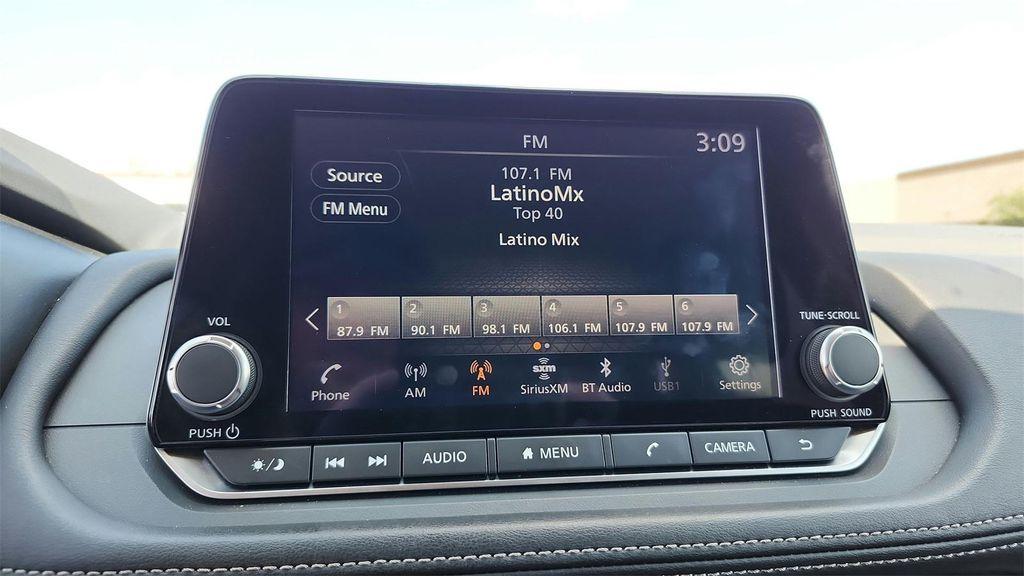 FM
3:09
Source
FM Menu
107.1 FM
LatinoMx
Top 40
Latino Mix
1
87.9 FM
2
90.1 FM
3
98.1 FM
4
106.1 FM
5
107.9 FM
6
107.9 FM
Phone
AM
FM
sxm
SiriusXM
BT Audio
USB1
Settings
VOL
PUSH
TUNE·SCROLL
PUSH SOUND
AUDIO
MENU
CAMERA